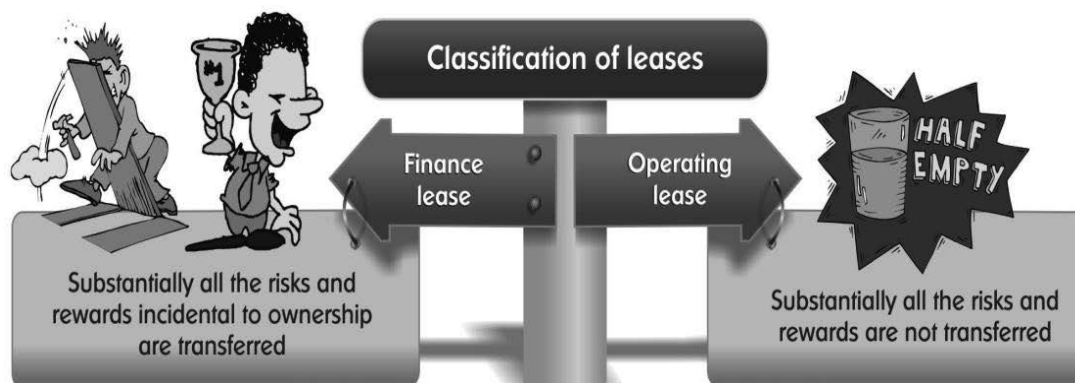 Classification of leases
#1
Finance
lease
Operating
lease
HALF
EMPTY
Substantially all the risks and
rewards incidental to ownership
are transferred
Substantially all the risks and
rewards are not transferred